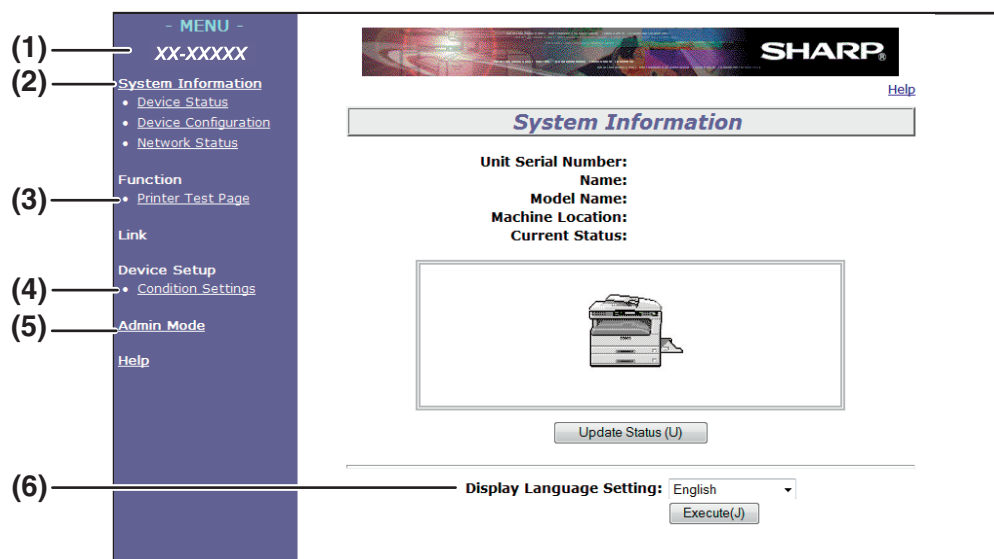 - MENU -
(1) XX-XXXXX
(2) System Information
• Device Status
• Device Configuration
• Network Status
Function
(3) • Printer Test Page
Link
Device Setup
(4) • Condition Settings
(5) Admin Mode
Help
SHARP®
Help
System Information
Unit Serial Number:
Name:
Model Name:
Machine Location:
Current Status:
Update Status (U)
(6) Display Language Setting: English
Execute(J)